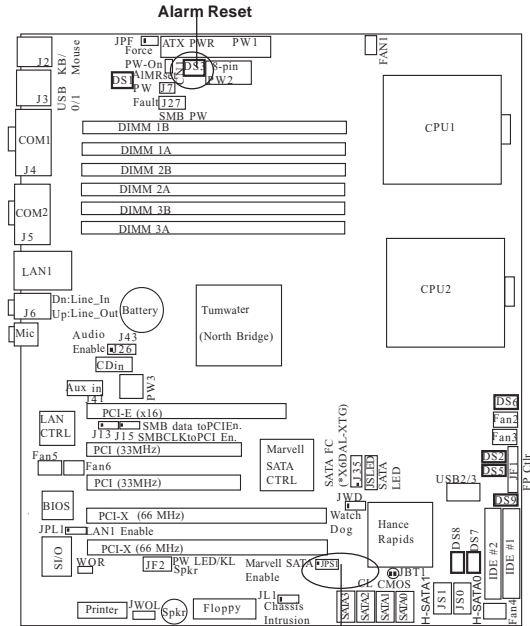 Alarm Reset
JPF
Force
PW-On
ATX PWR
PW1
FAN1
J2
KB/
Mouse
DS1
AlMRset
DS3
8-pin
PW2
PW
Fault
J7
J27
SMB PW
J3
USB
0/1
CPU1
COM1
J4
DIMM 1B
DIMM 1A
DIMM 2B
DIMM 2A
DIMM 3B
DIMM 3A
COM2
J5
LAN1
CPU2
J6
Dn:Line_In
Up:Line_Out
Battery
Tumwater
(North Bridge)
Mic
Audio
Enable
J43
J26
CDin
PW3
Aux in
J41
DS6
Fan2
Fan3
LAN
CTRL
PCI-E (x16)
SMB data toPCIEn.
J13 J15 SMBCLKtoPCI En.
PCI (33MHz)
Fan5
Fan6
PCI (33MHz)
Marvell
SATA
CTRL
SATA FC
(*X6DAL-XTG)
J35
JSLED
SATA
LED
DS2
DS5
JF1
FP Ctlr
USB2/3
DS9
BIOS
PCI-X (66 MHz)
JWD
Watch
Dog
Hance
Rapids
JPL1
LAN1 Enable
PCI-X (66 MHz)
DS8
DS7
IDE #2
IDE #1
SI/O
WOR
JF2
PW LED/KL
Spkr
Marvell SATA
Enable
JPS1
JBT1
CL CMOS
Printer
JWOL
Spkr
Floppy
JL1
Chassis
Intrusion
SATA3
SATA2
SATA1
SATA0
H-SATA1
JS1
JS0
H-SATA0
Fan4